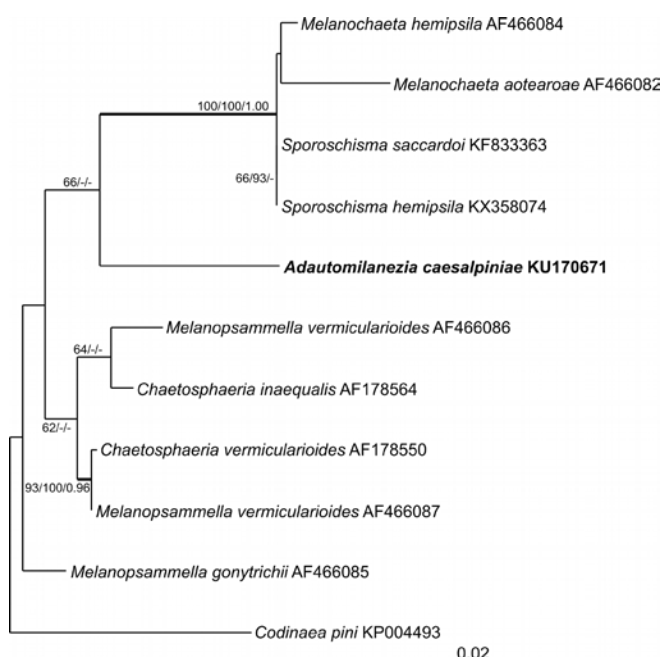 Melanochaeta hemipsila AF466084
Melanochaeta aotearoae AF466082
100/100/1.00
Sporoschisma saccardoi KF833363
66/93/-
66/-/-
Sporoschisma hemipsila KX358074
Adautomilanezia caesalpiniae KU170671
Melanopsammella vermicularioides AF466086
64/-/-
Chaetosphaeria inaequalis AF178564
62/-/-
Chaetosphaeria vermicularioides AF178550
93/100/0.96
Melanopsammella vermicularioides AF466087
Melanopsammella gonytrichii AF466085
Codinaea pini KP004493
0.02